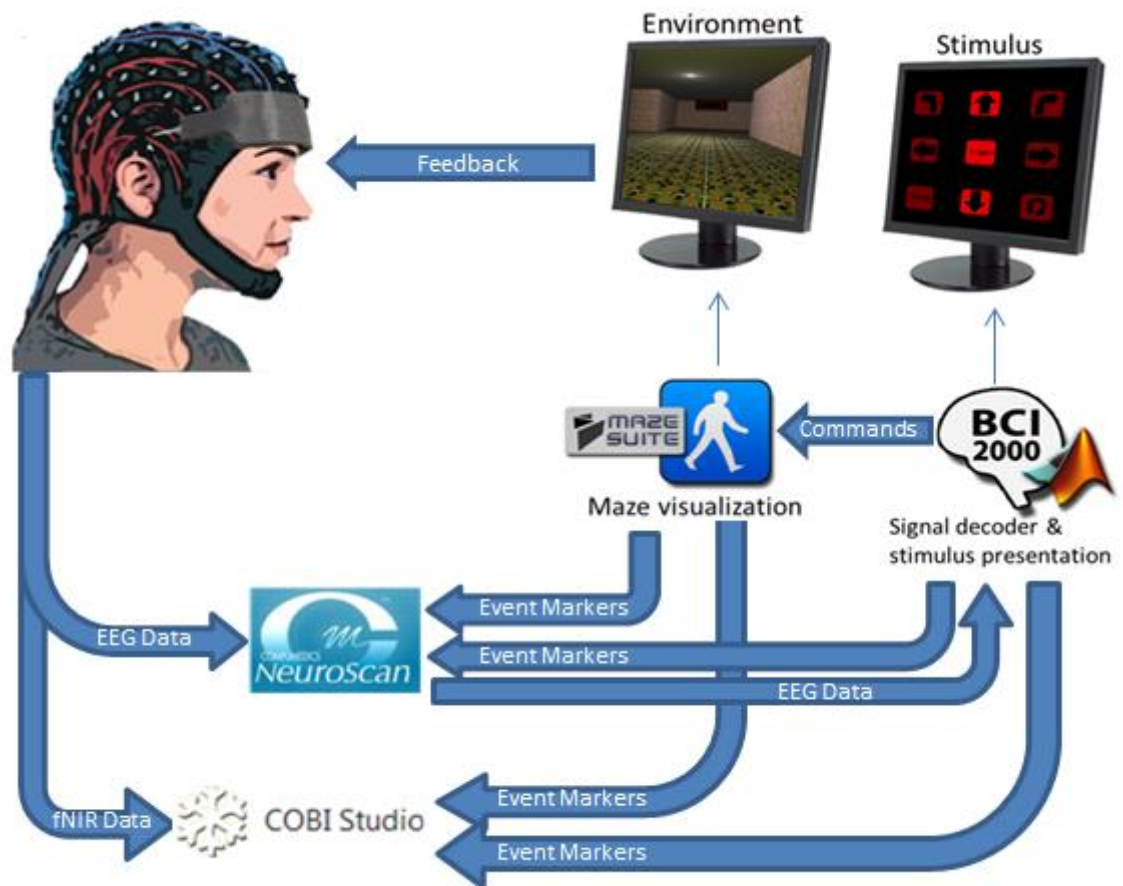 Environment
Stimulus
Feedback
MAZE
SUITE
Commands
BCI
2000
Maze visualization
Signal decoder &
stimulus presentation
Event Markers
EEG Data
NeuroScan
Event Markers
EEG Data
Event Markers
fNIR Data
COBI Studio
Event Markers